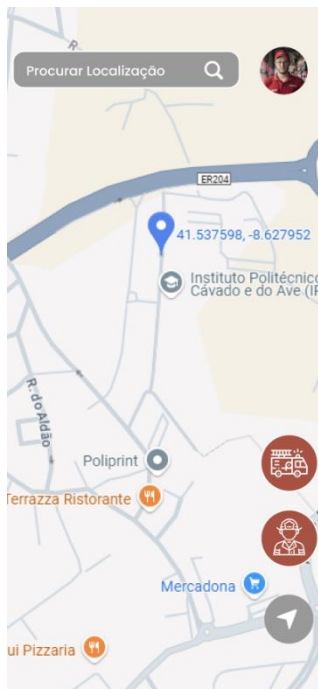 R.
Procurar Localização
ER204
41.537598, -8.627952
Instituto Politécnico
Cávado e do Ave (IP
R. do Aldão
Poliprint
Terrazza Ristorante
Mercadona
ui Pizzaria